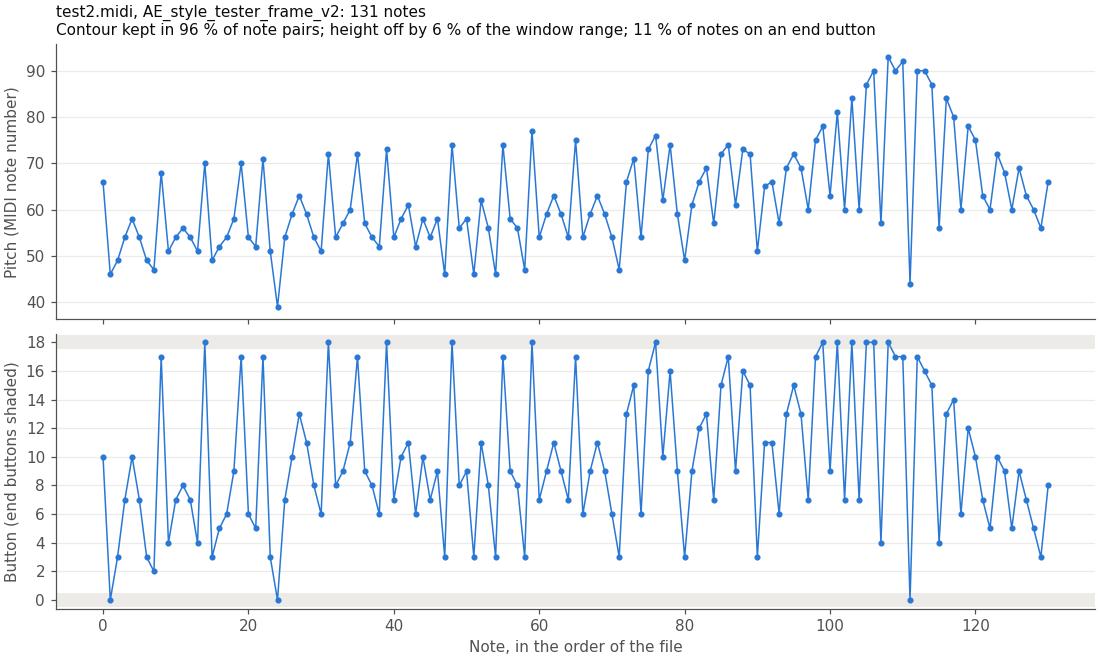 test2.midi, AE_style_tester_frame_v2: 131 notes
Contour kept in 96 % of note pairs; height off by 6 % of the window range; 11 % of notes on an end button
Pitch (MIDI note number)
90
80
70
60
50
40
Button (end buttons shaded)
18
16
14
12
10
8
6
4
2
0
0 20 40 60 80 100 120
Note, in the order of the file